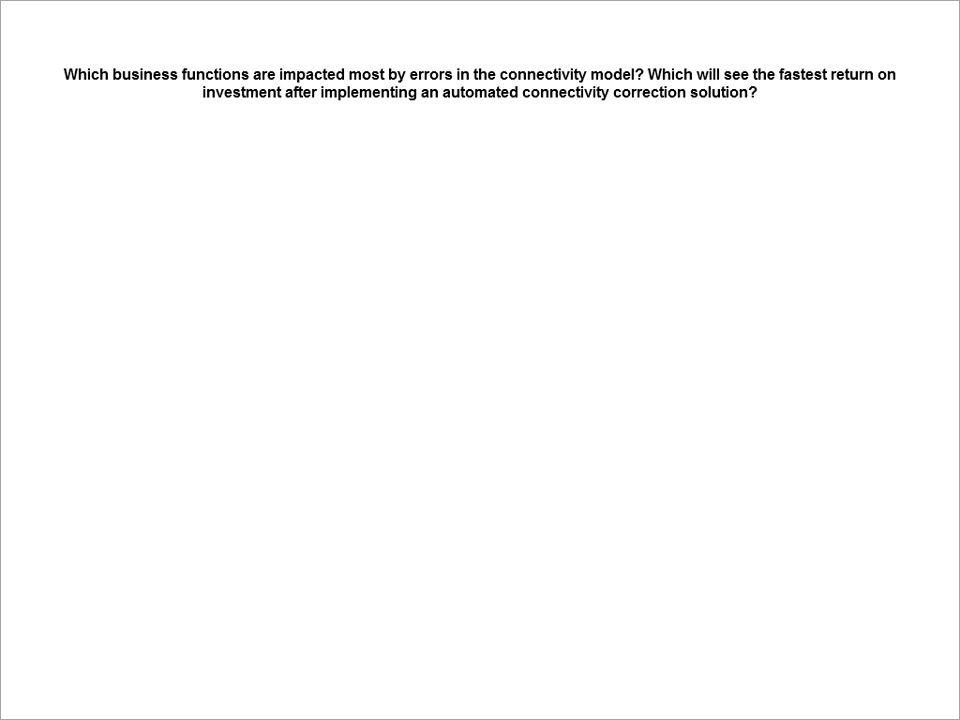 Which business functions are impacted most by errors in the connectivity model? Which will see the fastest return on
investment after implementing an automated connectivity correction solution?